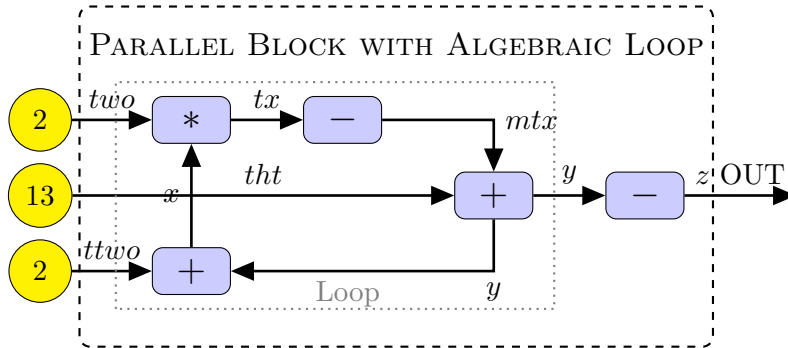 PARALLEL BLOCK WITH ALGEBRAIC LOOP
2 two * tx − mtx
13 x tht + y − z OUT
2 ttwo + y
Loop